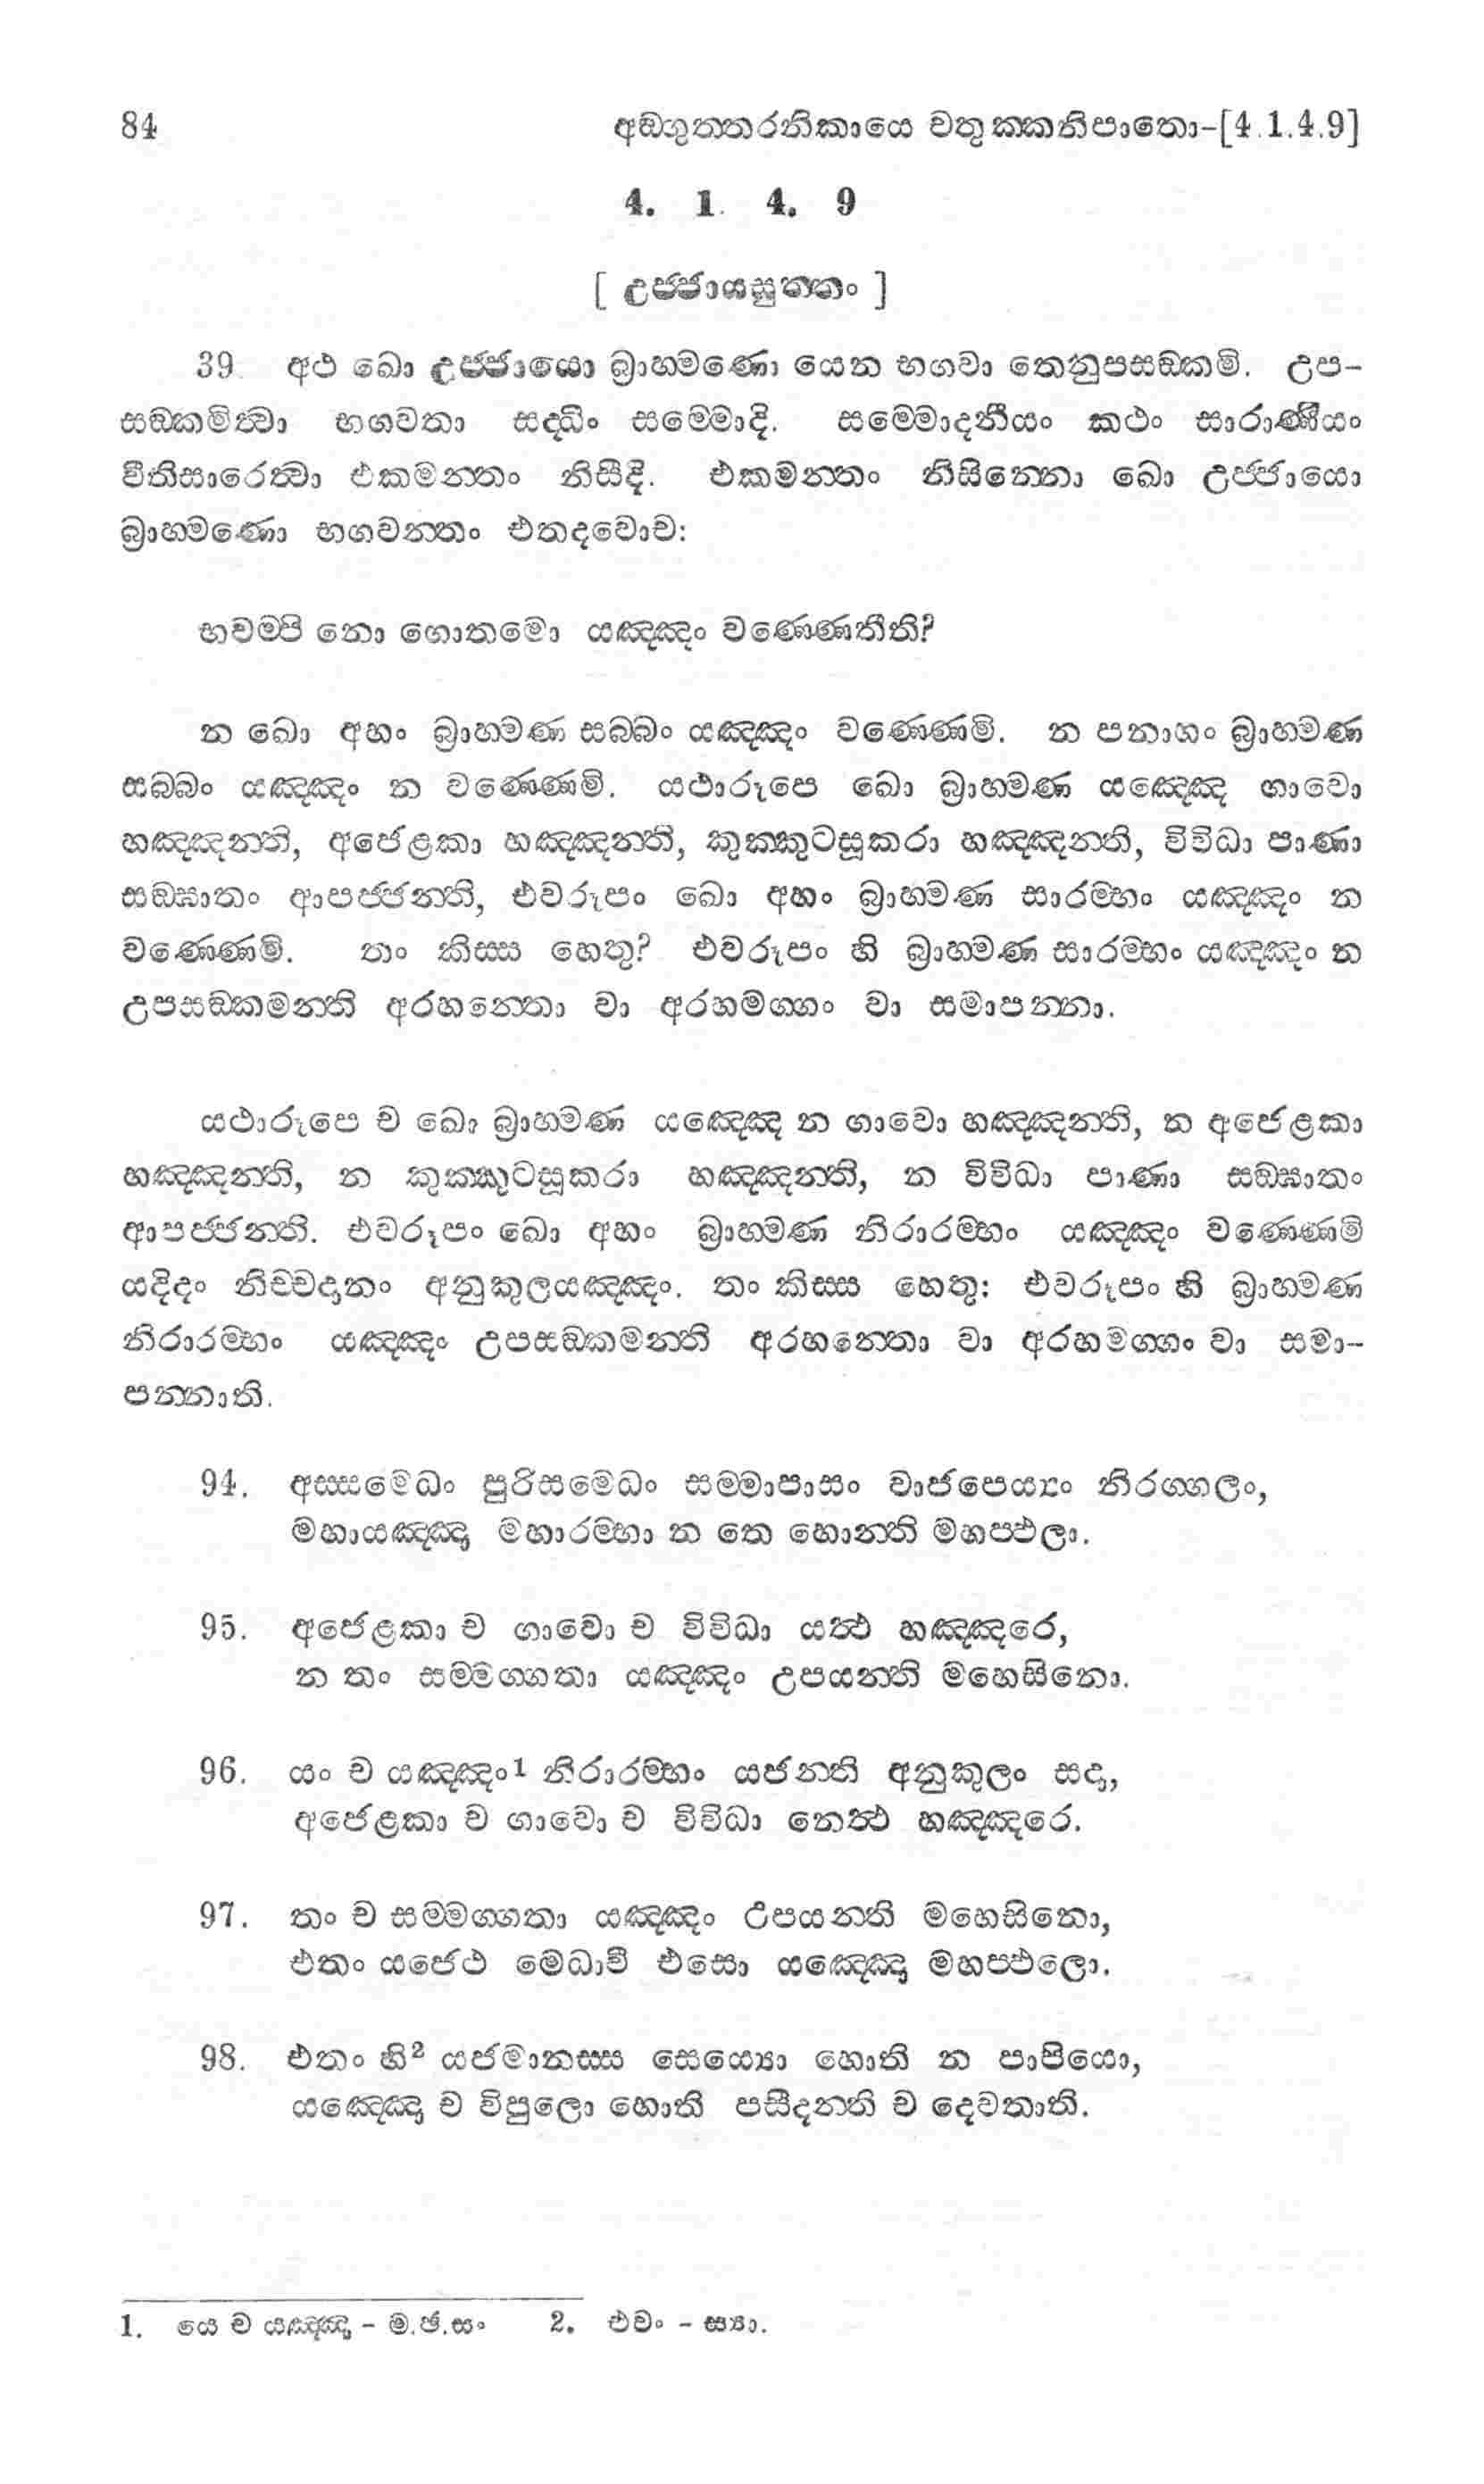 84 අඞ්ගුත්තරනිකායෙ චතුක්කනිපාතො-[4.1.4.9]
4. 1. 4. 9
[ උජ්ජායසුත්තං ]
39. අථ ඛො උජ්ජායො බ්‍රාහ්මණො යෙන භගවා තෙනුපසඞ්කමි. උප-
සඞ්කමිත්වා භගවතා සද්ධිං සම්මොදි. සම්මොදනීයං කථං සාරාණීයං
වීතිසාරෙත්වා එකමන්තං නිසීදි. එකමන්තං නිසින්නො ඛො උජ්ජායො
බ්‍රාහ්මණො භගවන්තං එතදවොච:
භවම්පි නො ගොතමො යඤ්ඤං වණ්ණෙතීති?
න ඛො අහං බ්‍රාහ්මණ සබ්බං යඤ්ඤං වණ්ණෙමි. න පනාහං බ්‍රාහ්මණ
සබ්බං යඤ්ඤං න වණ්ණෙමි. යථාරූපෙ ඛො බ්‍රාහ්මණ යඤ්ඤෙ ගාවො
හඤ්ඤන්ති, අජෙළකා හඤ්ඤන්ති, කුක්කුටසූකරා හඤ්ඤන්ති, විවිධා පාණා
සඞ්ඝාතං ආපජ්ජන්ති, එවරූපං ඛො අහං බ්‍රාහ්මණ සාරම්භං යඤ්ඤං න
වණ්ණෙමි. තං කිස්ස හෙතු? එවරූපං හි බ්‍රාහ්මණ සාරම්භං යඤ්ඤං න
උපසඞ්කමන්ති අරහන්තො වා අරහමග්ගං වා සමාපන්නා.
යථාරූපෙ ච ඛො බ්‍රාහ්මණ යඤ්ඤෙ න ගාවො හඤ්ඤන්ති, න අජෙළකා
හඤ්ඤන්ති, න කුක්කුටසූකරා හඤ්ඤන්ති, න විවිධා පාණා සඞ්ඝාතං
ආපජ්ජන්ති. එවරූපං ඛො අහං බ්‍රාහ්මණ නිරාරම්භං යඤ්ඤං වණ්ණෙමි
යදිදං නිච්චදානං අනුකුලයඤ්ඤං. තං කිස්ස හෙතු: එවරූපං හි බ්‍රාහ්මණ
නිරාරම්භං යඤ්ඤං උපසඞ්කමන්ති අරහන්තො වා අරහමග්ගං වා සමා-
පන්නාති.
94. අස්සමෙධං පුරිසමෙධං සම්මාපාසං වාජපෙය්‍යං නිරග්ගලං,
මහායඤ්ඤා මහාරම්භා න තෙ හොන්ති මහප්ඵලා.
95. අජෙළකා ච ගාවො ච විවිධා යත්ථ හඤ්ඤරෙ,
න තං සම්මග්ගතා යඤ්ඤං උපයන්ති මහෙසිනො.
96. යං ච යඤ්ඤං¹ නිරාරම්භං යජන්ති අනුකුලං සදා,
අජෙළකා ච ගාවො ච විවිධා නෙත්ථ හඤ්ඤරෙ.
97. තං ච සම්මග්ගතා යඤ්ඤං උපයන්ති මහෙසිනො,
එතං යජෙථ මෙධාවී එසො යඤ්ඤො මහප්ඵලො.
98. එතං හි² යජමානස්ස සෙය්‍යො හොති න පාපියො,
යඤ්ඤො ච විපුලො හොති පසීදන්ති ච දෙවතාති.
1. යෙ ච යඤ්ඤා - ම.ඡ.සං 2. එවං - ස්‍යා.